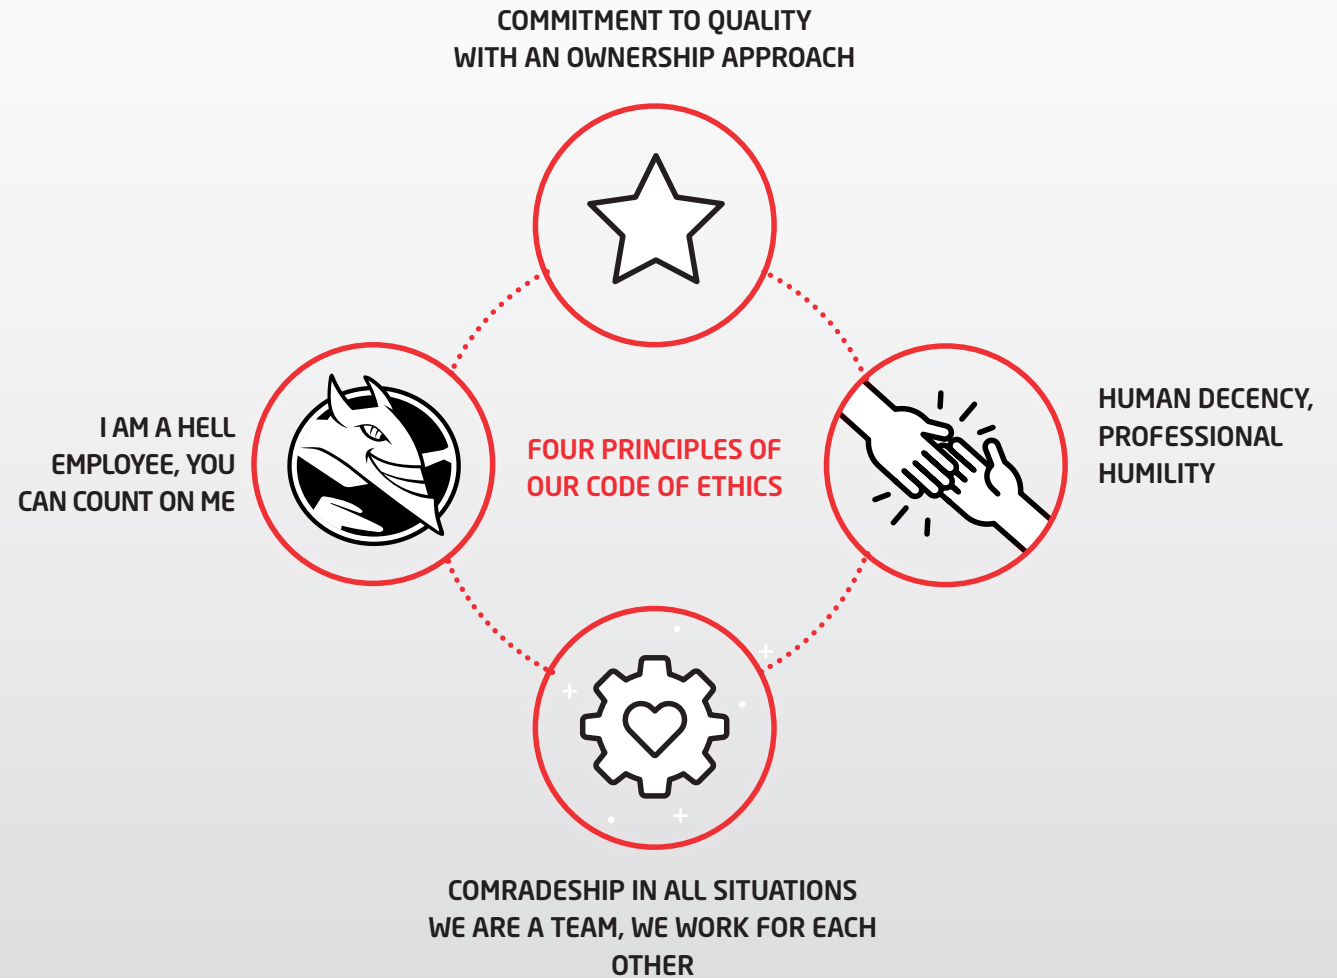 COMMITMENT TO QUALITY
WITH AN OWNERSHIP APPROACH
I AM A HELL
EMPLOYEE, YOU
CAN COUNT ON ME
FOUR PRINCIPLES OF
OUR CODE OF ETHICS
HUMAN DECENCY,
PROFESSIONAL
HUMILITY
COMRADESHIP IN ALL SITUATIONS
WE ARE A TEAM, WE WORK FOR EACH
OTHER